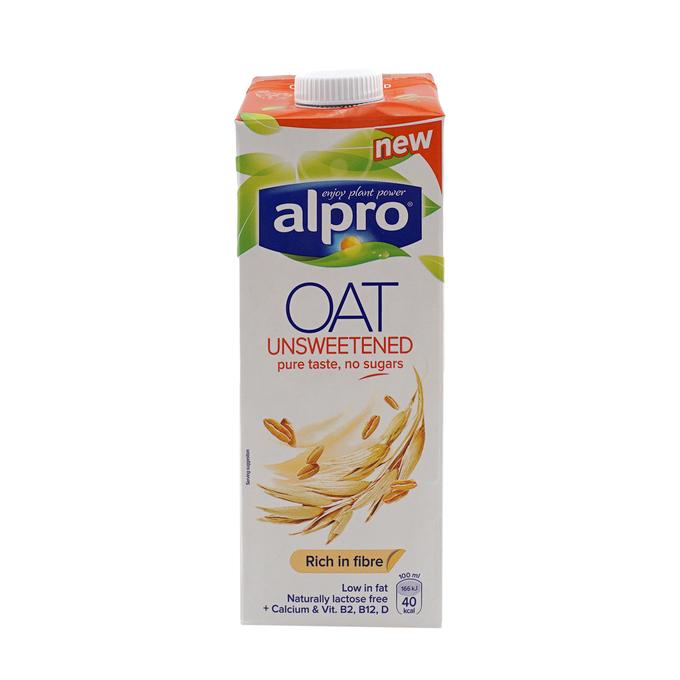 new
enjoy plant power
alpro®
OAT
UNSWEETENED
pure taste, no sugars
Serving suggestion
Rich in fibre
Low in fat
Naturally lactose free
+ Calcium & Vit. B2, B12, D
100 ml
166 kJ
40
kcal